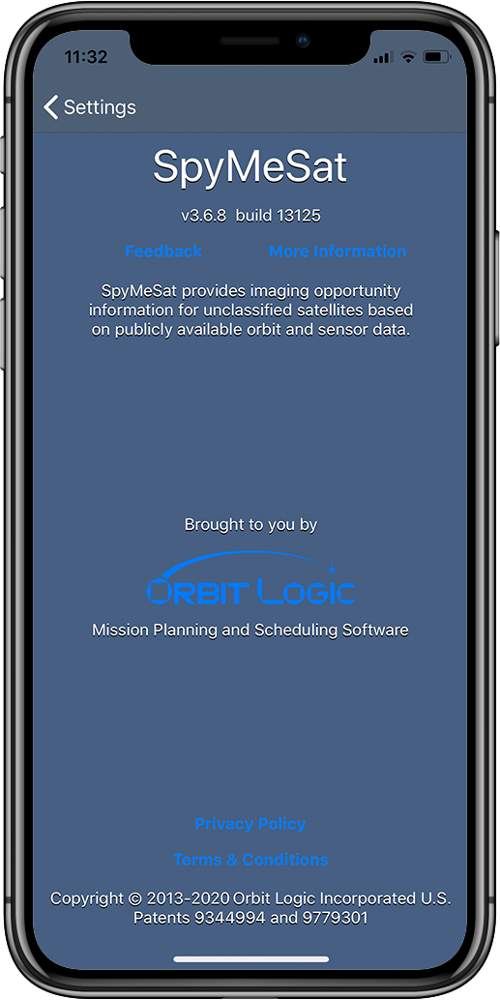 11:32
Settings
SpyMeSat
v3.6.8 build 13125
Feedback More Information
SpyMeSat provides imaging opportunity
information for unclassified satellites based
on publicly available orbit and sensor data.
Brought to you by
ORBIT LOGIC
Mission Planning and Scheduling Software
Privacy Policy
Terms & Conditions
Copyright © 2013-2020 Orbit Logic Incorporated U.S.
Patents 9344994 and 9779301